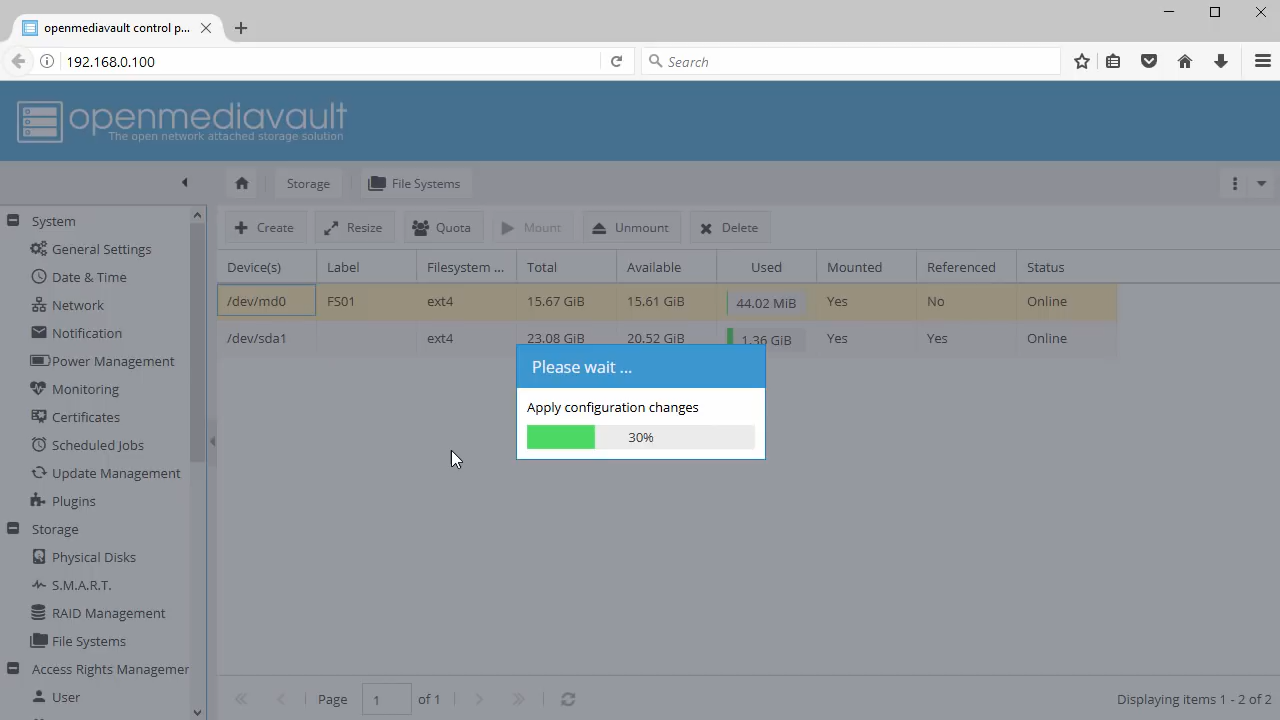 openmediavault control p...
192.168.0.100
Search
openmediavault
The open network attached storage solution
Storage
File Systems
System
General Settings
Date & Time
Network
Notification
Power Management
Monitoring
Certificates
Scheduled Jobs
Update Management
Plugins
Storage
Physical Disks
S.M.A.R.T.
RAID Management
File Systems
Access Rights Managemer
User
Create
Resize
Quota
Mount
Unmount
Delete
Device(s) Label Filesystem ... Total Available Used Mounted Referenced Status
/dev/md0 FS01 ext4 15.67 GiB 15.61 GiB 44.02 MiB Yes No Online
/dev/sda1 ext4 23.08 GiB 20.52 GiB 1.36 GiB Yes Yes Online
Please wait ...
Apply configuration changes
30%
Page 1 of 1
Displaying items 1 - 2 of 2